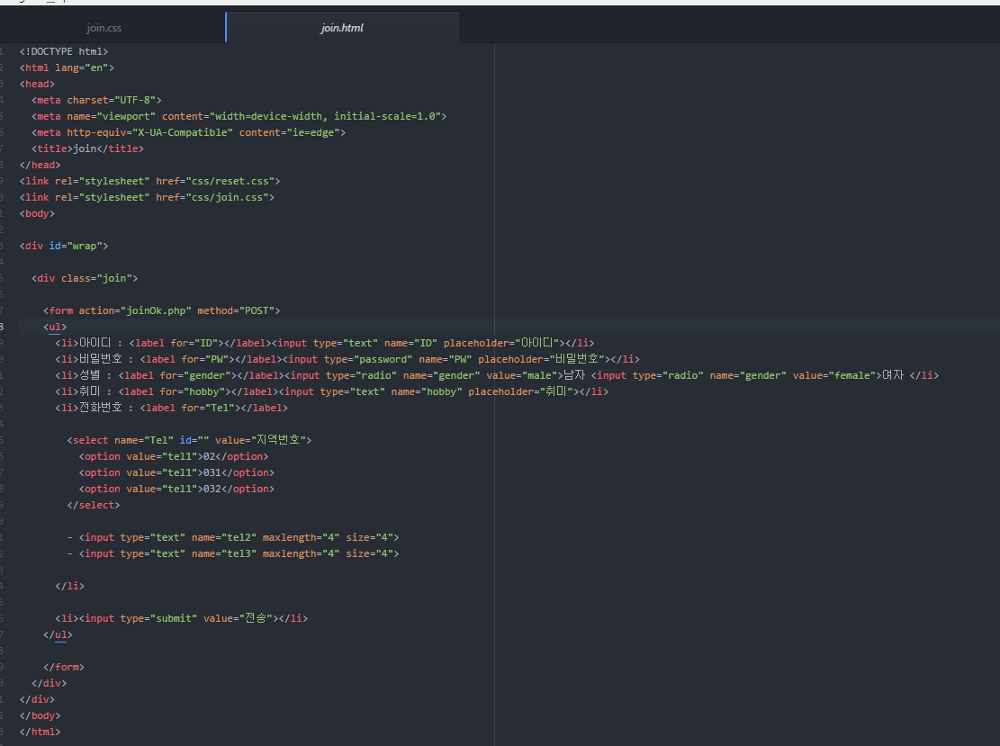 join.css
join.html
<!DOCTYPE html>
<html lang="en">
<head>
<meta charset="UTF-8">
<meta name="viewport" content="width=device-width, initial-scale=1.0">
<meta http-equiv="X-UA-Compatible" content="ie=edge">
<title>join</title>
</head>
<link rel="stylesheet" href="css/reset.css">
<link rel="stylesheet" href="css/join.css">
<body>
<div id="wrap">
<div class="join">
<form action="joinOk.php" method="POST">
<ul>
<li>아이디 : <label for="ID"></label><input type="text" name="ID" placeholder="아이디"></li>
<li>비밀번호 : <label for="PW"></label><input type="password" name="PW" placeholder="비밀번호"></li>
<li>성별 : <label for="gender"></label><input type="radio" name="gender" value="male">남자 <input type="radio" name="gender" value="female">여자 </li>
<li>취미 : <label for="hobby"></label><input type="text" name="hobby" placeholder="취미"></li>
<li>전화번호 : <label for="Tel"></label>
<select name="Tel" id="" value="지역번호">
<option value="tel1">02</option>
<option value="tel1">031</option>
<option value="tel1">032</option>
</select>
- <input type="text" name="tel2" maxlength="4" size="4">
- <input type="text" name="tel3" maxlength="4" size="4">
</li>
<li><input type="submit" value="전송"></li>
</ul>
</form>
</div>
</div>
</body>
</html>